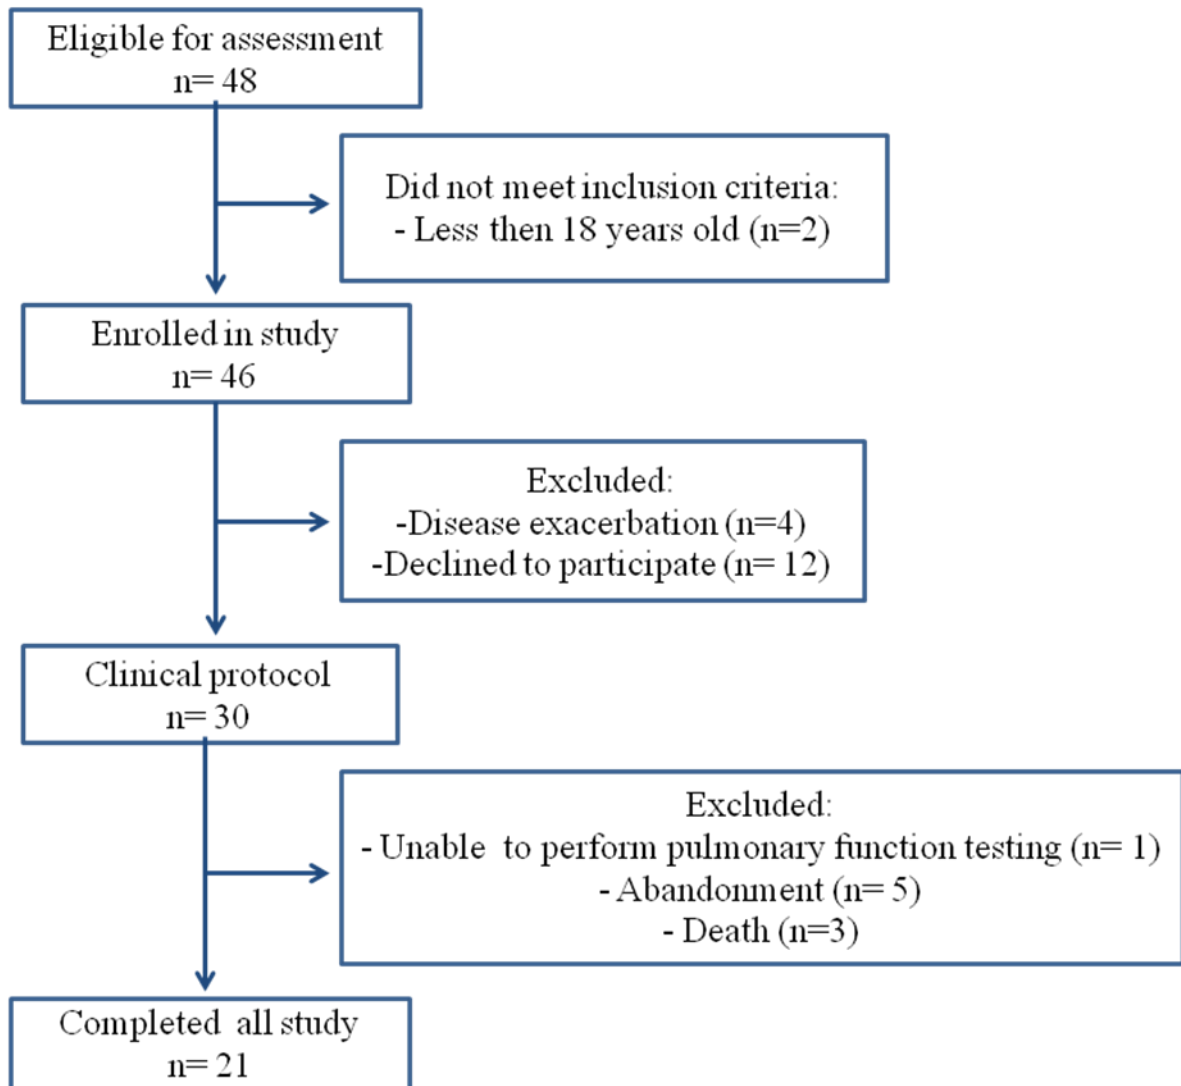 Eligible for assessment
n= 48
Did not meet inclusion criteria:
- Less then 18 years old (n=2)
Enrolled in study
n= 46
Excluded:
-Disease exacerbation (n=4)
-Declined to participate (n= 12)
Clinical protocol
n= 30
Excluded:
- Unable to perform pulmonary function testing (n= 1)
- Abandonment (n= 5)
- Death (n=3)
Completed all study
n= 21